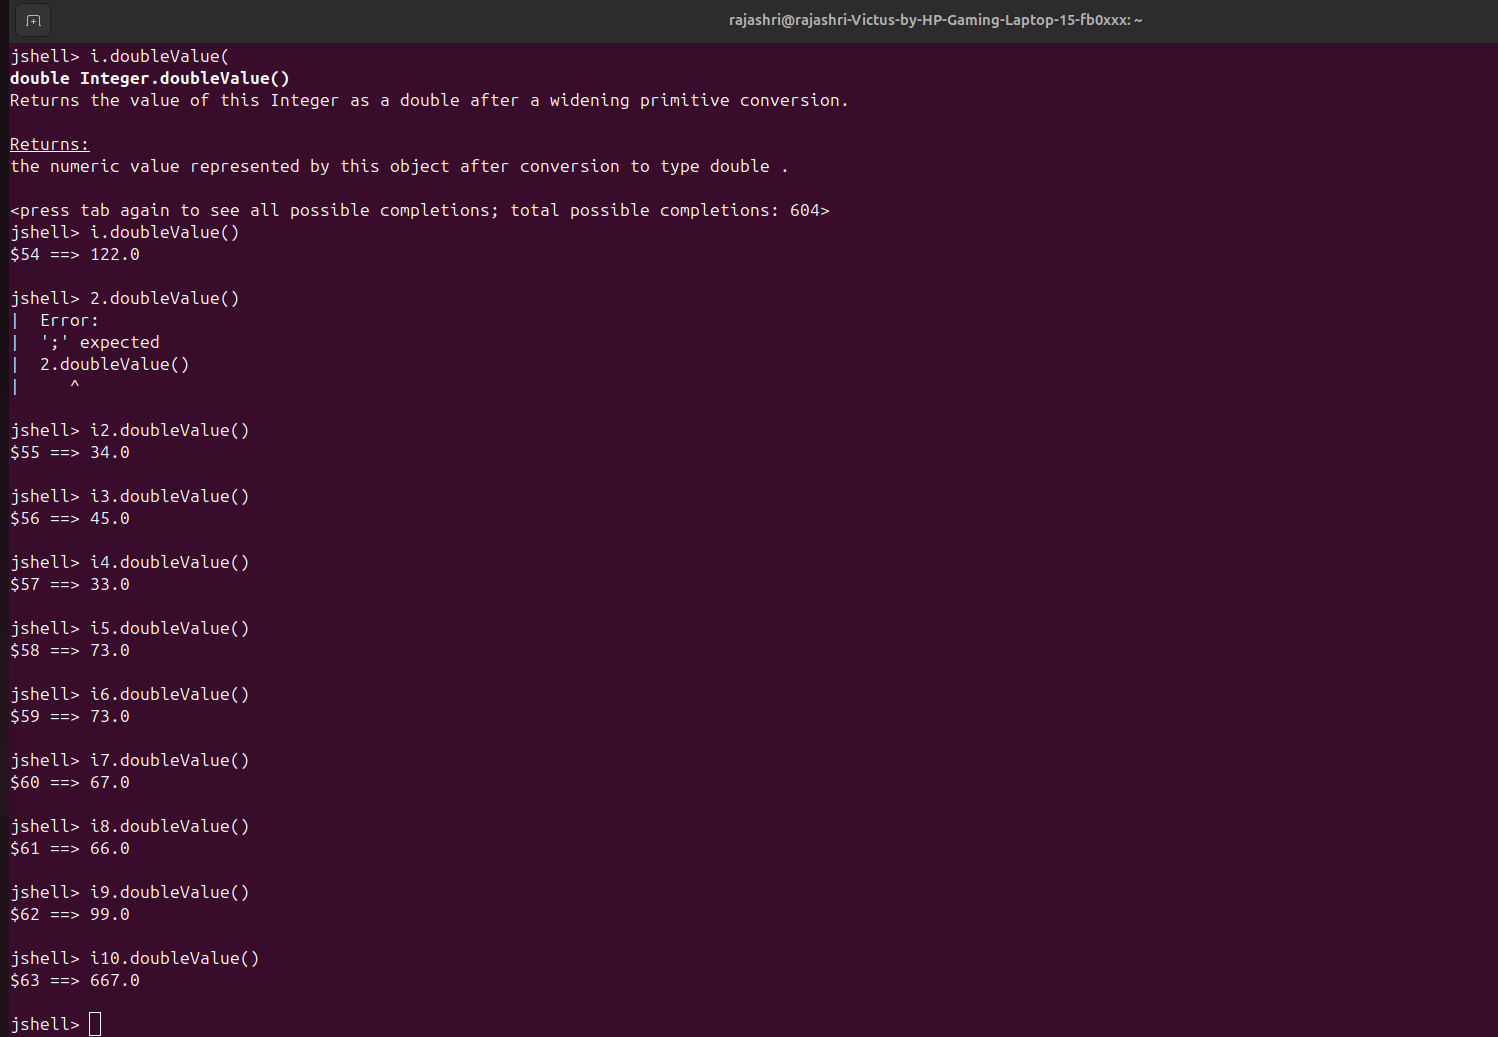 rajashri@rajashri-Victus-by-HP-Gaming-Laptop-15-fb0xxx: ~
jshell> i.doubleValue(
double Integer.doubleValue()
Returns the value of this Integer as a double after a widening primitive conversion.
Returns:
the numeric value represented by this object after conversion to type double .
<press tab again to see all possible completions; total possible completions: 604>
jshell> i.doubleValue()
$54 ==> 122.0
jshell> 2.doubleValue()
|  Error:
|  ';' expected
|  2.doubleValue()
|     ^
jshell> i2.doubleValue()
$55 ==> 34.0
jshell> i3.doubleValue()
$56 ==> 45.0
jshell> i4.doubleValue()
$57 ==> 33.0
jshell> i5.doubleValue()
$58 ==> 73.0
jshell> i6.doubleValue()
$59 ==> 73.0
jshell> i7.doubleValue()
$60 ==> 67.0
jshell> i8.doubleValue()
$61 ==> 66.0
jshell> i9.doubleValue()
$62 ==> 99.0
jshell> i10.doubleValue()
$63 ==> 667.0
jshell>